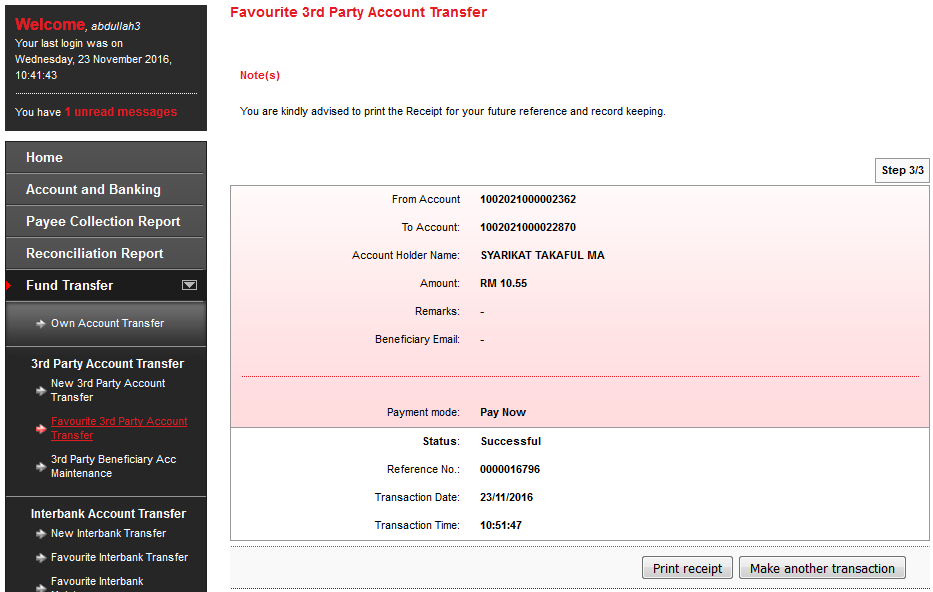 Welcome, abdullah3
Your last login was on
Wednesday, 23 November 2016,
10:41:43
You have 1 unread messages
Home
Account and Banking
Payee Collection Report
Reconciliation Report
Fund Transfer
Own Account Transfer
3rd Party Account Transfer
New 3rd Party Account
Transfer
Favourite 3rd Party Account
Transfer
3rd Party Beneficiary Acc
Maintenance
Interbank Account Transfer
New Interbank Transfer
Favourite Interbank Transfer
Favourite Interbank
Favourite 3rd Party Account Transfer
Note(s)
You are kindly advised to print the Receipt for your future reference and record keeping.
Step 3/3
From Account 1002021000002362
To Account: 1002021000022870
Account Holder Name: SYARIKAT TAKAFUL MA
Amount: RM 10.55
Remarks: -
Beneficiary Email: -
Payment mode: Pay Now
Status: Successful
Reference No.: 0000016796
Transaction Date: 23/11/2016
Transaction Time: 10:51:47
Print receipt Make another transaction